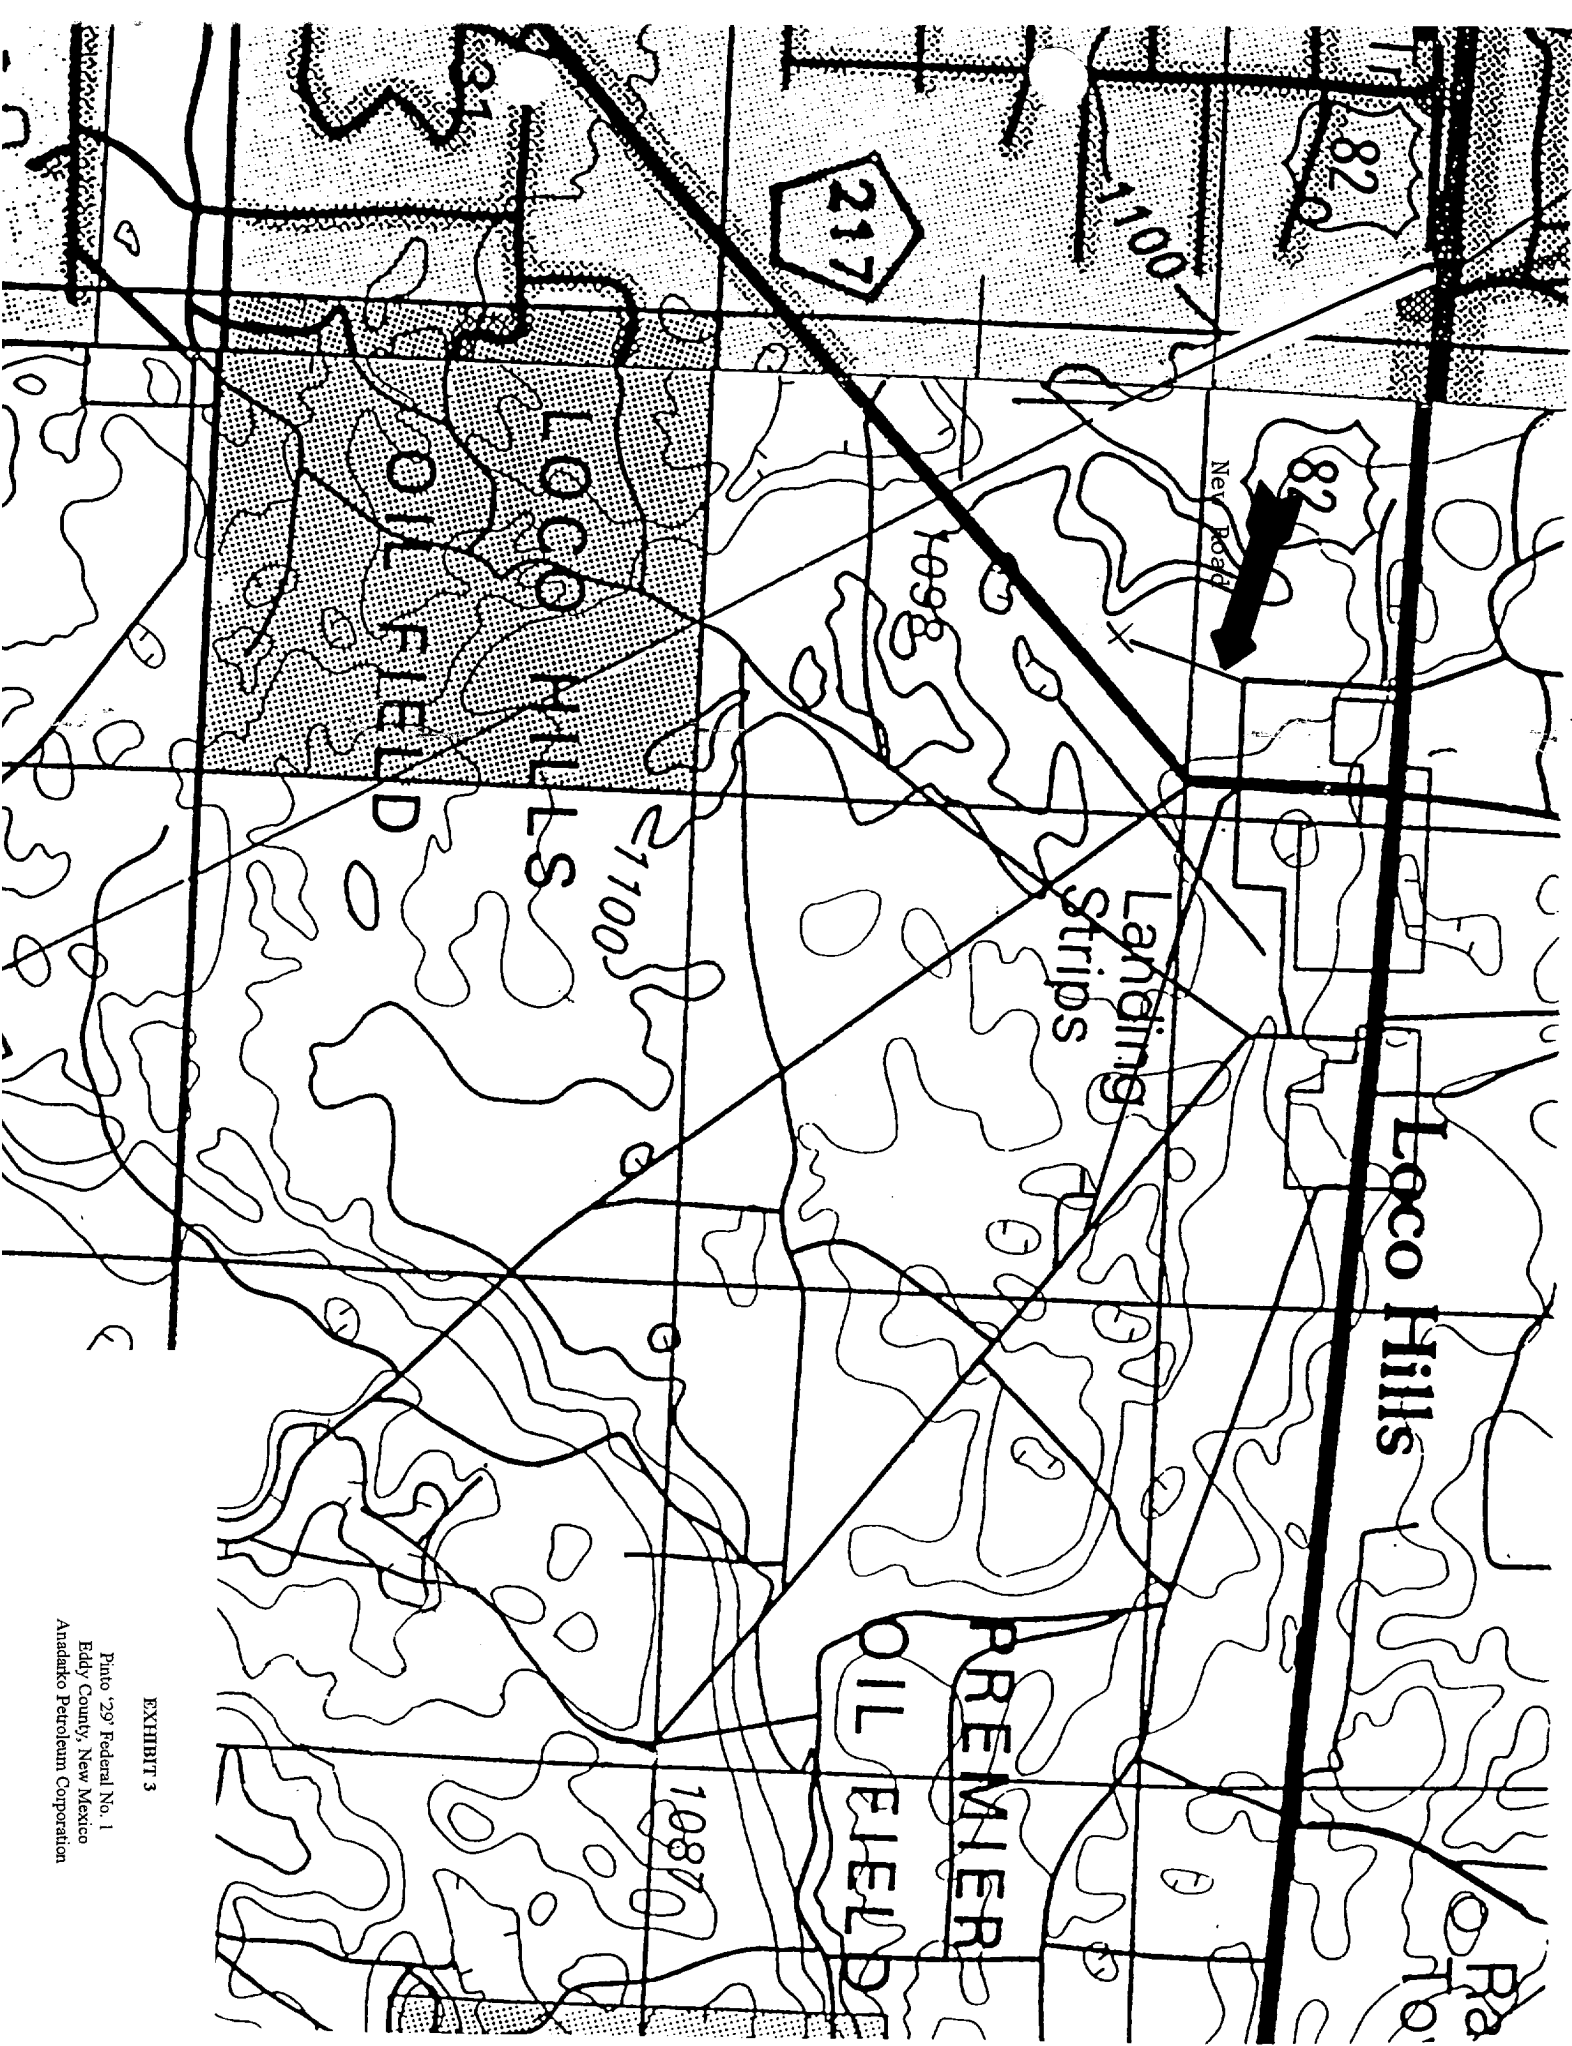 82
82
New Road
217
1100
31
1098
LOCO HILLS
OIL FIELD
1100
Landing
Strips
Loco Hills
PREMIER
OIL FIELD
1087
EXHIBIT 3
Pinto '29' Federal No. 1
Eddy County, New Mexico
Anadarko Petroleum Corporation